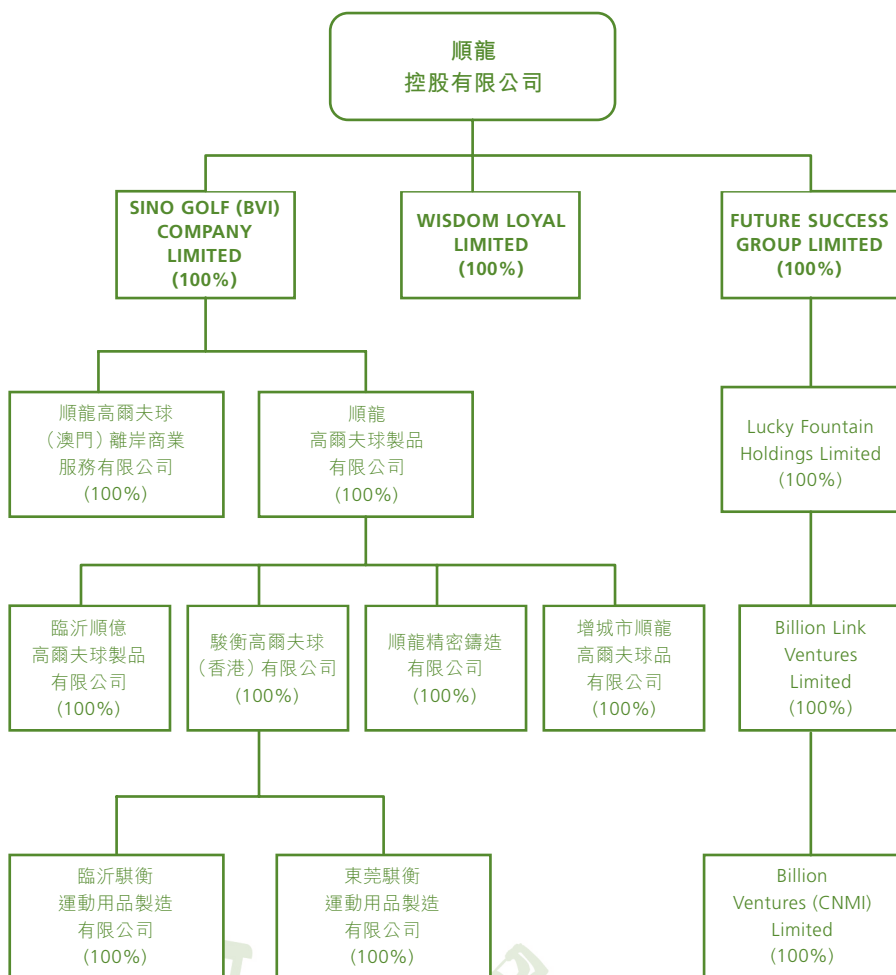 順龍
控股有限公司
SINO GOLF (BVI)
COMPANY
LIMITED
(100%)
WISDOM LOYAL
LIMITED
(100%)
FUTURE SUCCESS
GROUP LIMITED
(100%)
順龍高爾夫球
（澳門）離岸商業
服務有限公司
(100%)
順龍
高爾夫球製品
有限公司
(100%)
Lucky Fountain
Holdings Limited
(100%)
臨沂順億
高爾夫球製品
有限公司
(100%)
駿衡高爾夫球
（香港）有限公司
(100%)
順龍精密鑄造
有限公司
(100%)
增城市順龍
高爾夫球品
有限公司
(100%)
Billion Link
Ventures
Limited
(100%)
臨沂騏衡
運動用品製造
有限公司
(100%)
東莞騏衡
運動用品製造
有限公司
(100%)
Billion
Ventures (CNMI)
Limited
(100%)